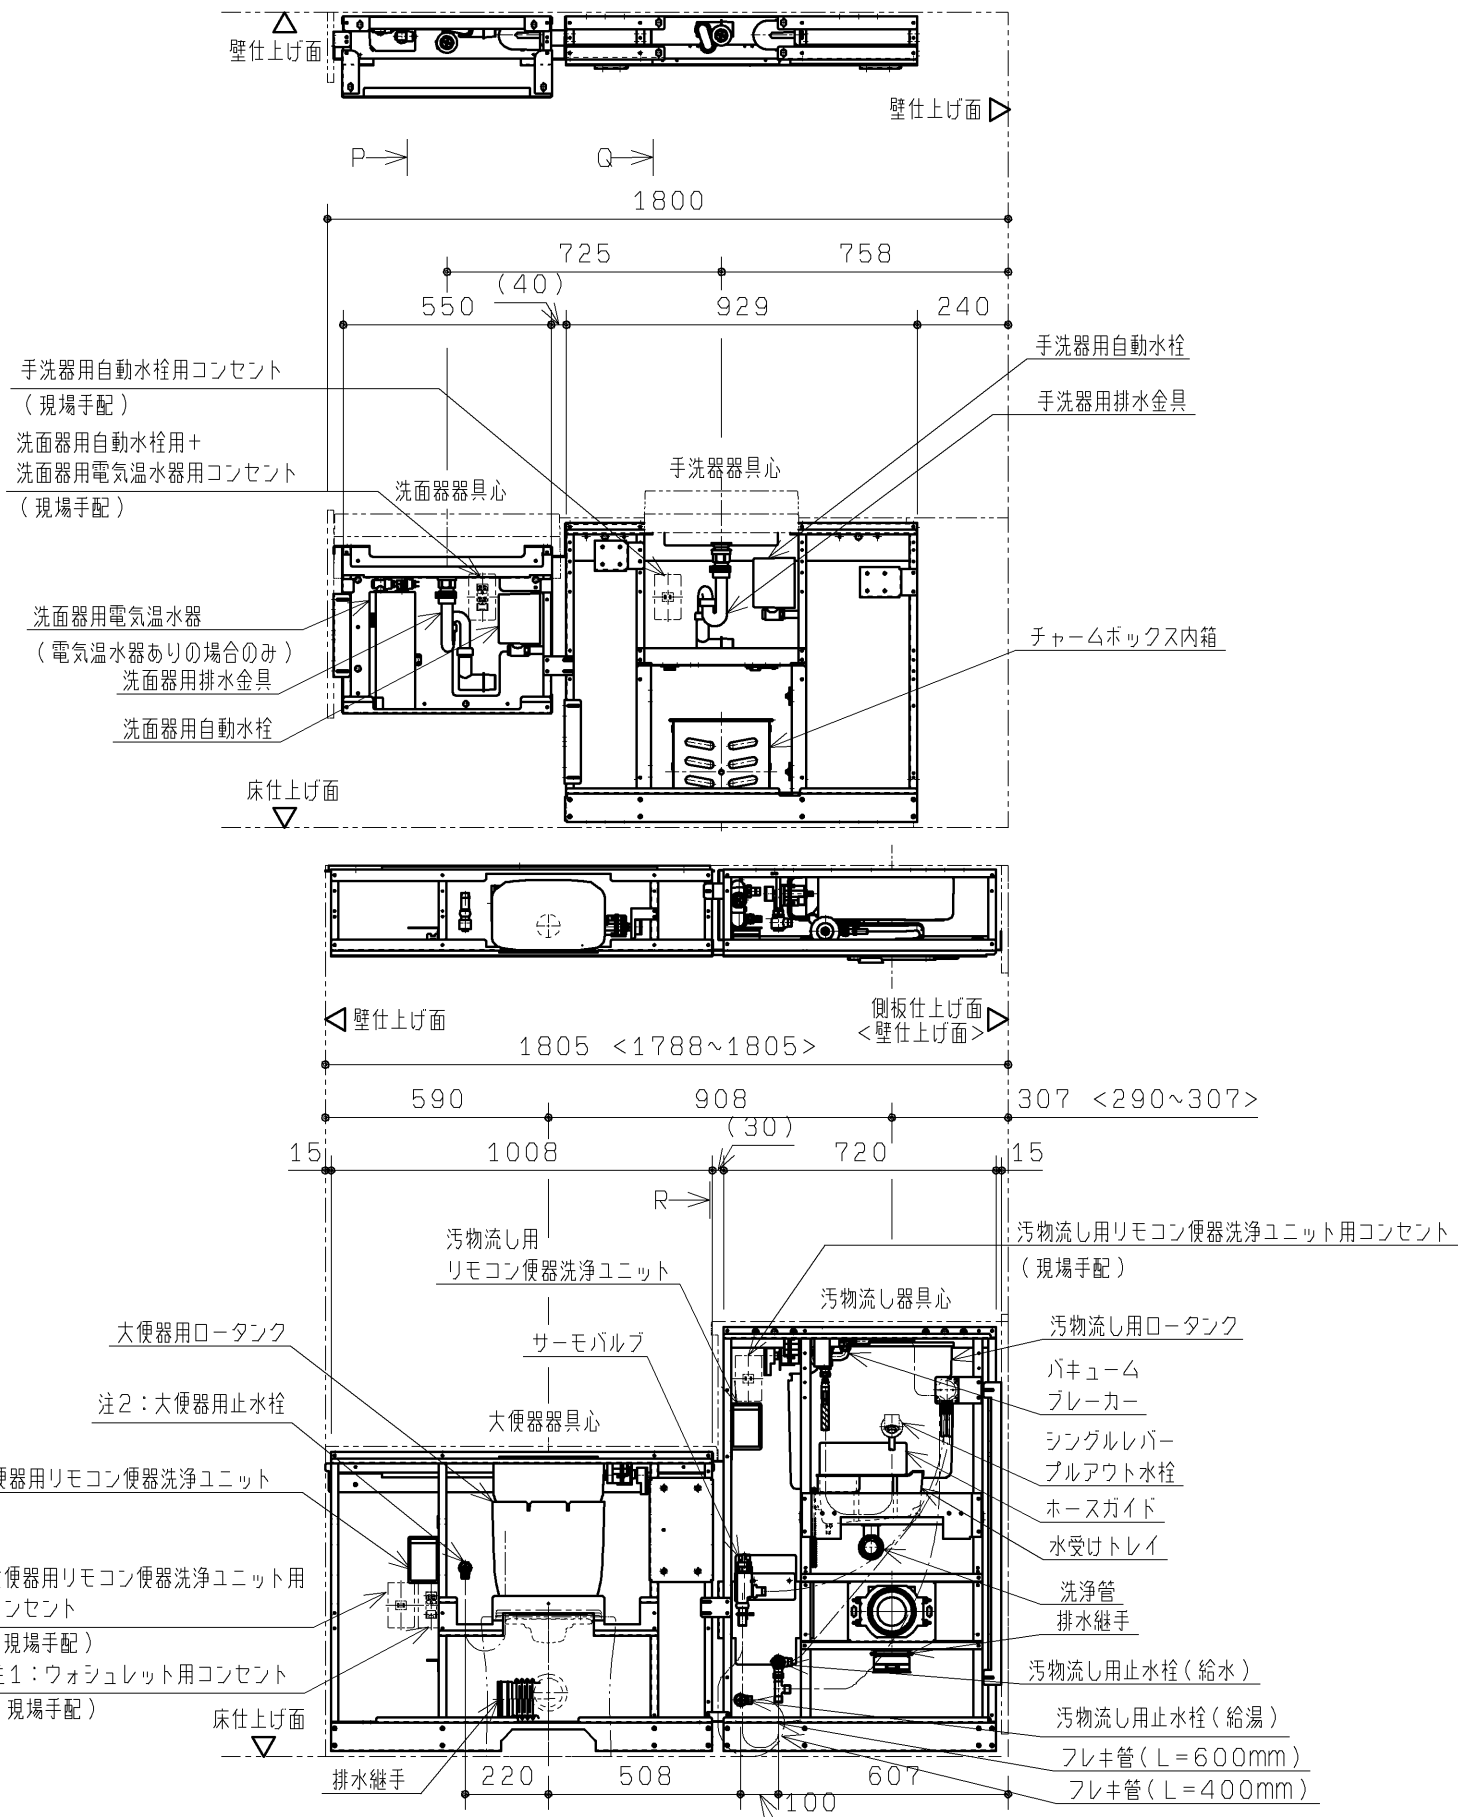 壁仕上げ面
壁仕上げ面
P
Q
1800
725
758
(40)
550
929
240
手洗器用自動水栓用コンセント
(現場手配)
洗面器用自動水栓用+
洗面器用電気温水器用コンセント
(現場手配)
手洗器用自動水栓
手洗器用排水金具
手洗器器具心
洗面器器具心
洗面器用電気温水器
(電気温水器ありの場合のみ)
洗面器用排水金具
洗面器用自動水栓
チャームボックス内箱
床仕上げ面
壁仕上げ面
側板仕上げ面
<壁仕上げ面>
1805 <1788~1805>
590
908
307 <290~307>
(30)
15
1008
720
15
R
汚物流し用
リモコン便器洗浄ユニット
汚物流し用リモコン便器洗浄ユニット用コンセント
(現場手配)
汚物流し器具心
大便器用ロータンク
サーモバルブ
汚物流し用ロータンク
バキューム
ブレーカー
注2:大便器用止水栓
大便器器具心
シングルレバー
プルアウト水栓
便器用リモコン便器洗浄ユニット
ホースガイド
水受けトレイ
便器用リモコン便器洗浄ユニット用
ンセント
現場手配)
洗浄管
排水継手
1:ウォシュレット用コンセント
現場手配)
汚物流し用止水栓(給水)
床仕上げ面
汚物流し用止水栓(給湯)
フレキ管(L=600mm)
フレキ管(L=400mm)
排水継手
220
508
607
100